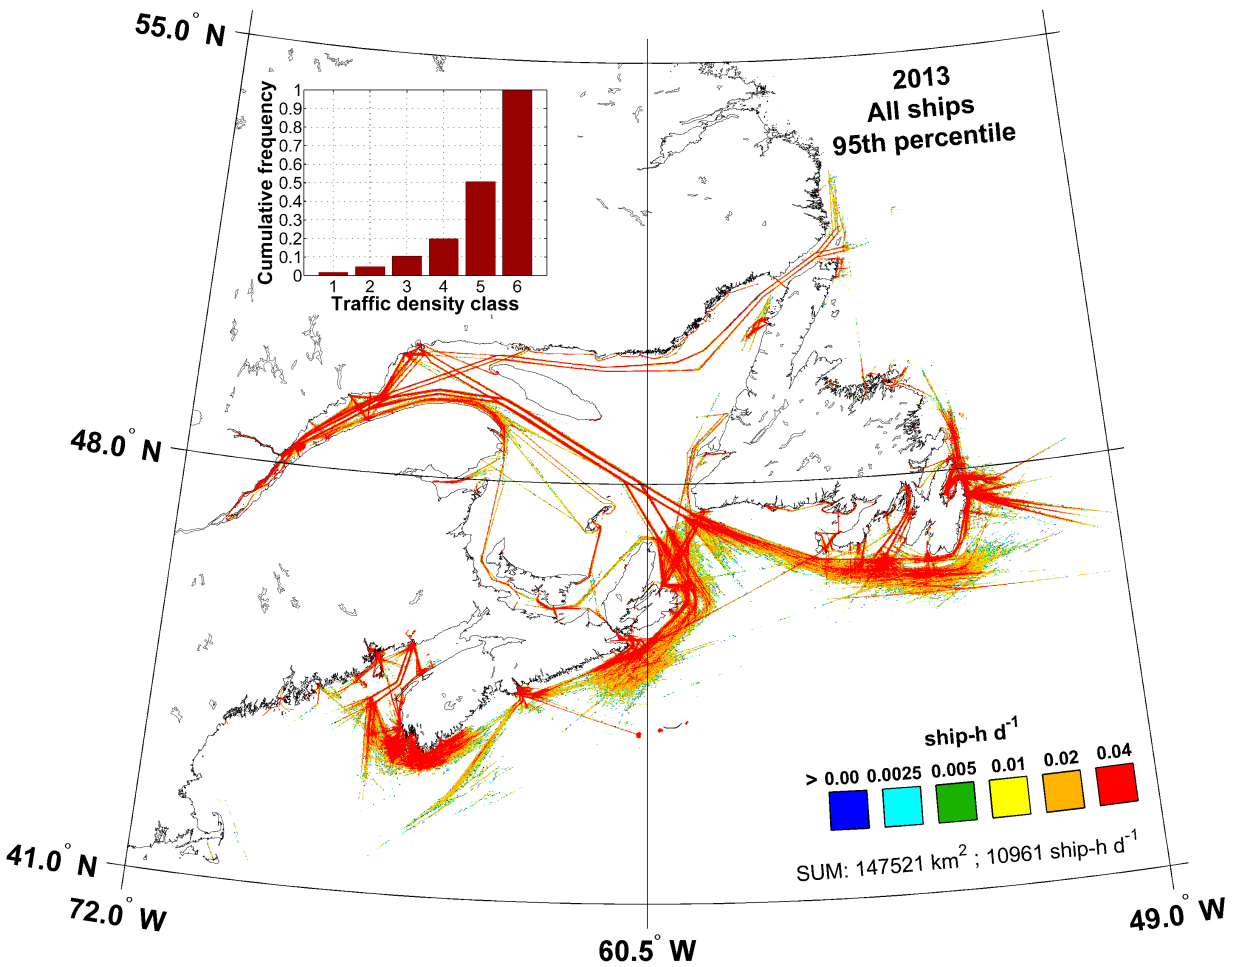 55.0° N
2013
All ships
95th percentile
Cumulative frequency
1
0.9
0.8
0.7
0.6
0.5
0.4
0.3
0.2
0.1
0
1 2 3 4 5 6
Traffic density class
48.0° N
ship-h d⁻¹
> 0.00 0.0025 0.005 0.01 0.02 0.04
SUM: 147521 km² ; 10961 ship-h d⁻¹
41.0° N
72.0° W
60.5° W
49.0° W